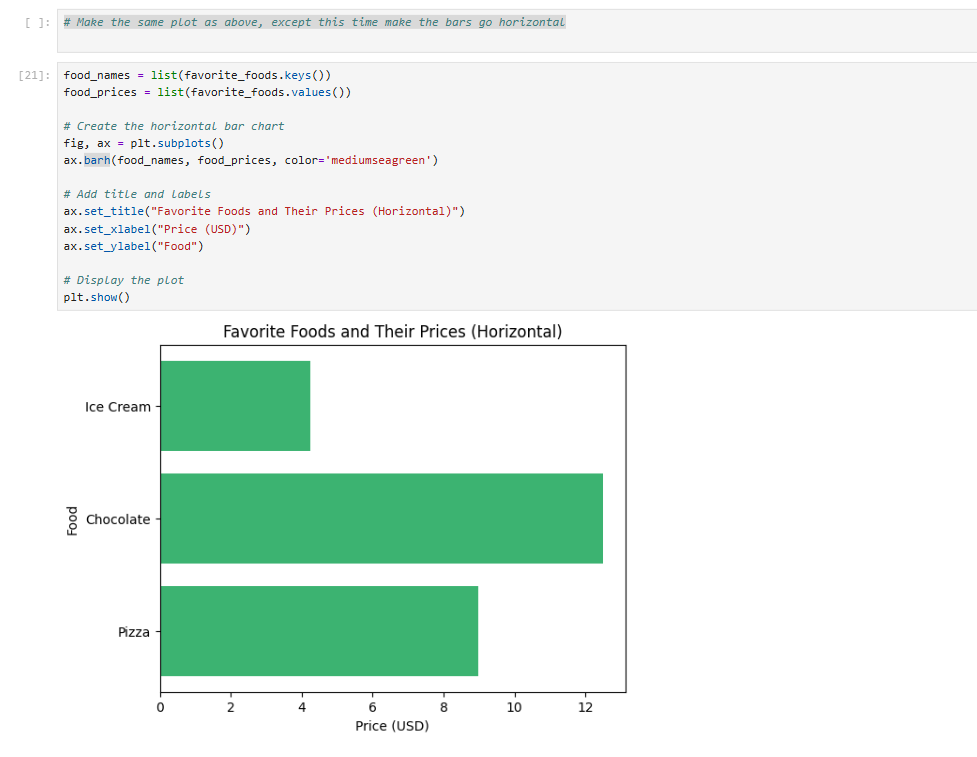 [ ]: # Make the same plot as above, except this time make the bars go horizontal
[21]: food_names = list(favorite_foods.keys())
food_prices = list(favorite_foods.values())
# Create the horizontal bar chart
fig, ax = plt.subplots()
ax.barh(food_names, food_prices, color='mediumseagreen')
# Add title and labels
ax.set_title("Favorite Foods and Their Prices (Horizontal)")
ax.set_xlabel("Price (USD)")
ax.set_ylabel("Food")
# Display the plot
plt.show()
Favorite Foods and Their Prices (Horizontal)
Ice Cream
Chocolate
Pizza
Food
0 2 4 6 8 10 12
Price (USD)